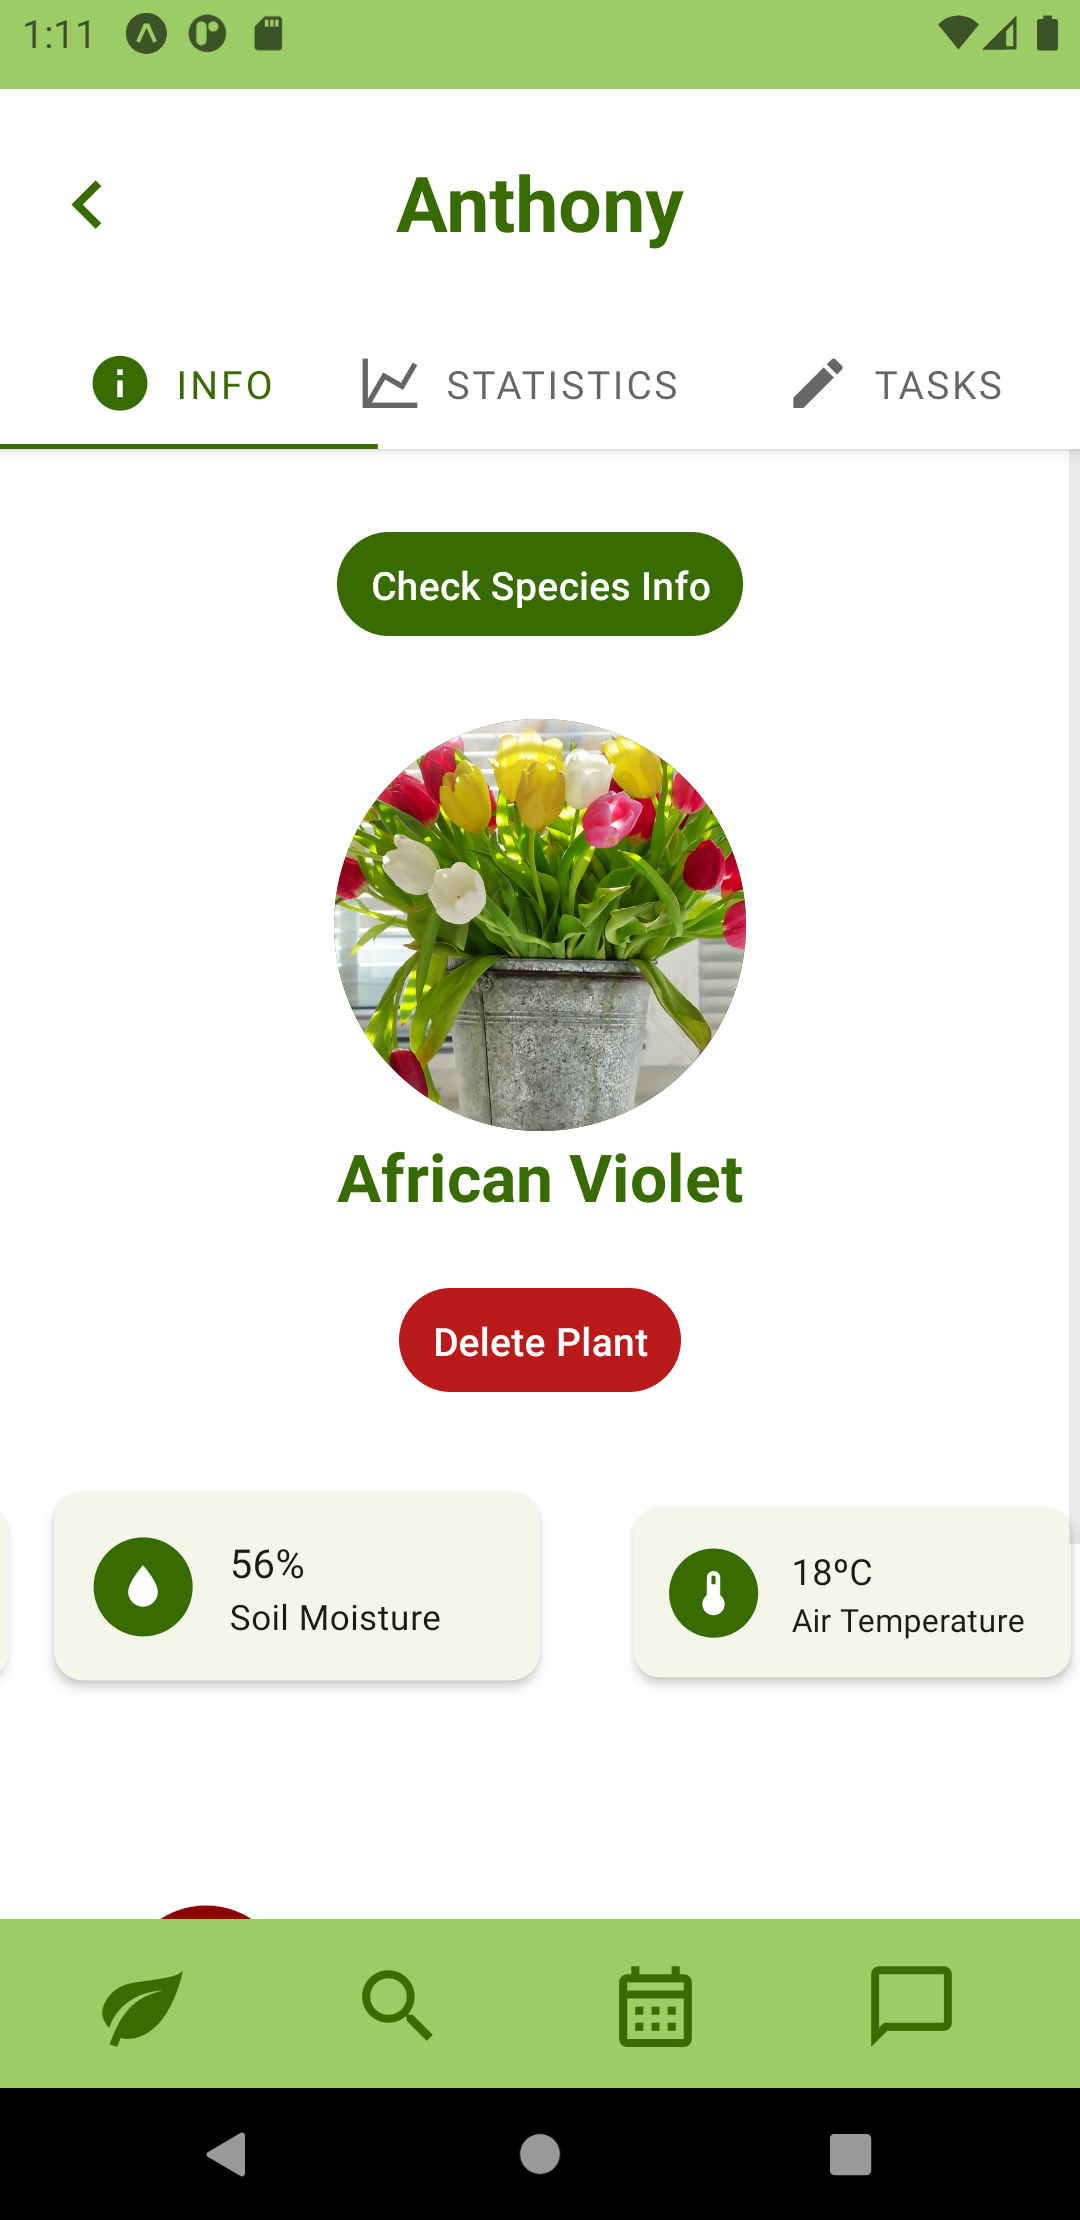 1:11
Anthony
INFO
STATISTICS
TASKS
Check Species Info
African Violet
Delete Plant
56%
Soil Moisture
18ºC
Air Temperature